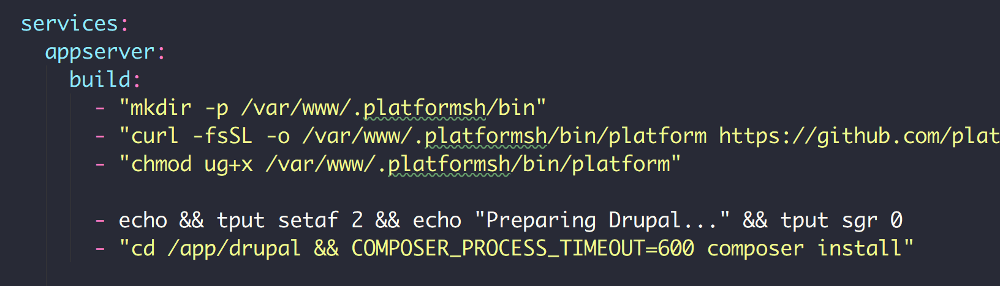 services:
appserver:
build:
- "mkdir -p /var/www/.platformsh/bin"
- "curl -fsSL -o /var/www/.platformsh/bin/platform https://github.com/plat
- "chmod ug+x /var/www/.platformsh/bin/platform"
- echo && tput setaf 2 && echo "Preparing Drupal..." && tput sgr 0
- "cd /app/drupal && COMPOSER_PROCESS_TIMEOUT=600 composer install"